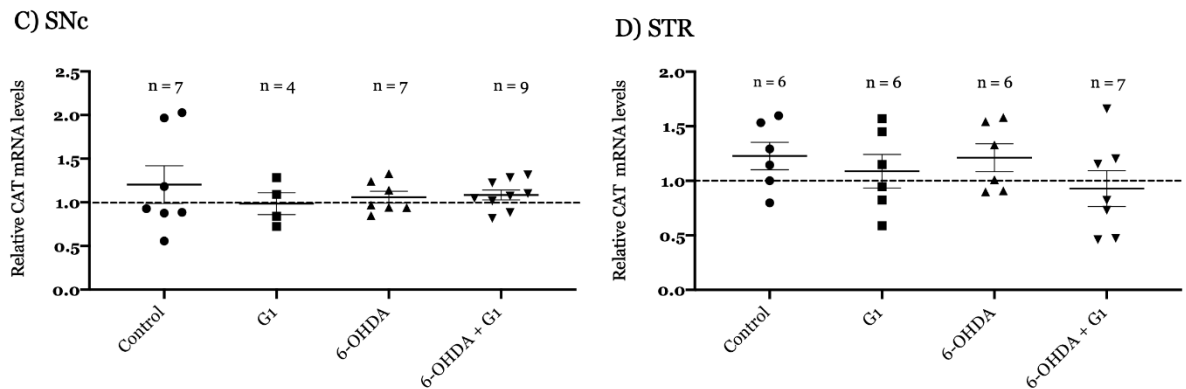 C) SNc
Relative CAT mRNA levels
2.5
2.0
1.5
1.0
0.5
0.0
n = 7
n = 4
n = 7
n = 9
Control
G1
6-OHDA
6-OHDA + G1
D) STR
Relative CAT mRNA levels
2.0
1.5
1.0
0.5
0.0
n = 6
n = 6
n = 6
n = 7
Control
G1
6-OHDA
6-OHDA + G1